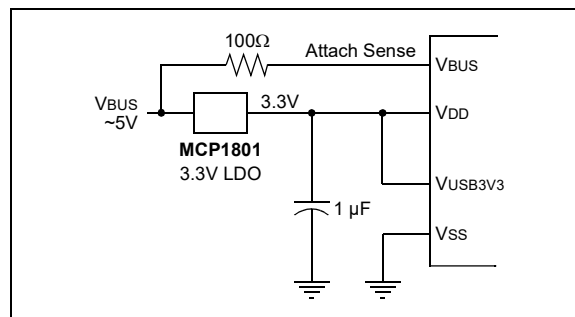 100Ω
Attach Sense
VBUS
VBUS
~5V
3.3V
VDD
MCP1801
3.3V LDO
VUSB3V3
1 µF
VSS